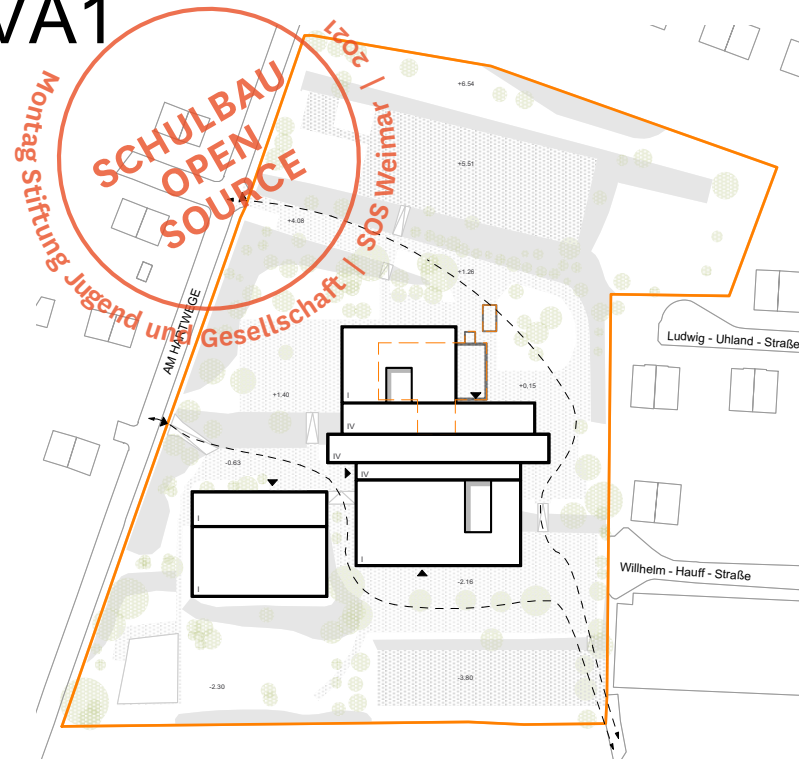 VA1
SCHULBAU
OPEN
SOURCE
Montag Stiftung Jugend und Gesellschaft | SOS Weimar | 2021
+6.54
+5.51
+4.08
+1.26
AM HARTWEGE
Ludwig - Uhland - Straße
+0.15
+1.40
I
IV
IV
IV
-0.63
I
I
I
Willhelm - Hauff - Straße
-2.16
-3.80
-2.30